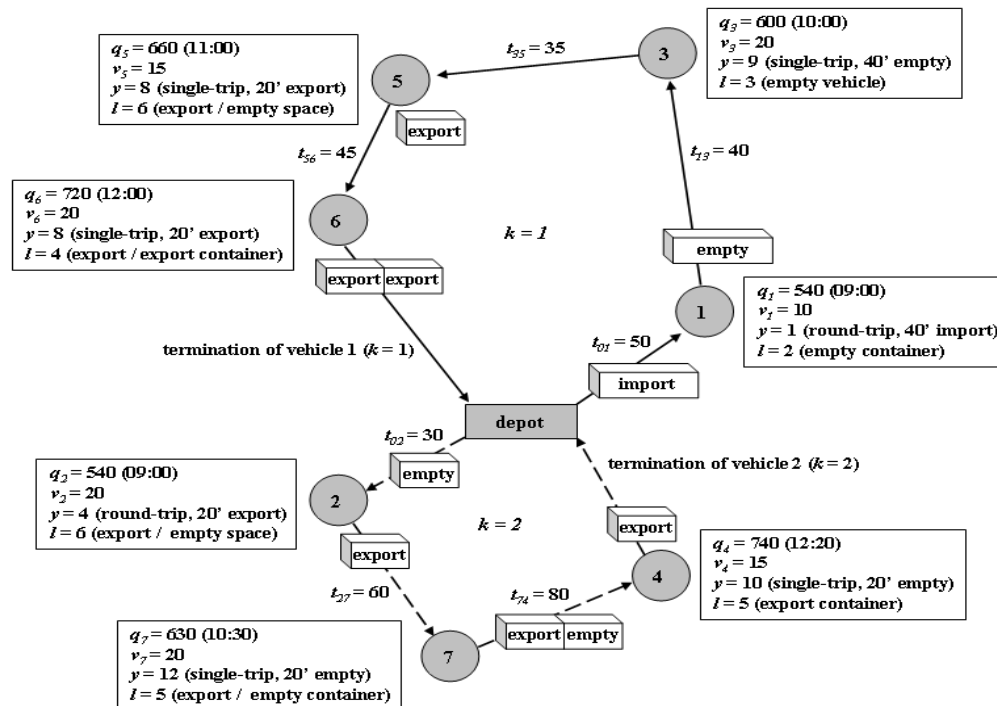 q5 = 660 (11:00)
v5 = 15
y = 8 (single-trip, 20' export)
l = 6 (export / empty space)
5
export
t35 = 35
3
q3 = 600 (10:00)
v3 = 20
y = 9 (single-trip, 40' empty)
l = 3 (empty vehicle)
t56 = 45
t13 = 40
q6 = 720 (12:00)
v6 = 20
y = 8 (single-trip, 20' export)
l = 4 (export / export container)
6
export export
k = 1
empty
1
q1 = 540 (09:00)
v1 = 10
y = 1 (round-trip, 40' import)
l = 2 (empty container)
termination of vehicle 1 (k = 1)
t01 = 50
import
depot
t02 = 30
empty
termination of vehicle 2 (k = 2)
q2 = 540 (09:00)
v2 = 20
y = 4 (round-trip, 20' export)
l = 6 (export / empty space)
2
export
k = 2
export
4
q4 = 740 (12:20)
v4 = 15
y = 10 (single-trip, 20' empty)
l = 5 (export container)
t27 = 60
t74 = 80
export empty
7
q7 = 630 (10:30)
v7 = 20
y = 12 (single-trip, 20' empty)
l = 5 (export / empty container)